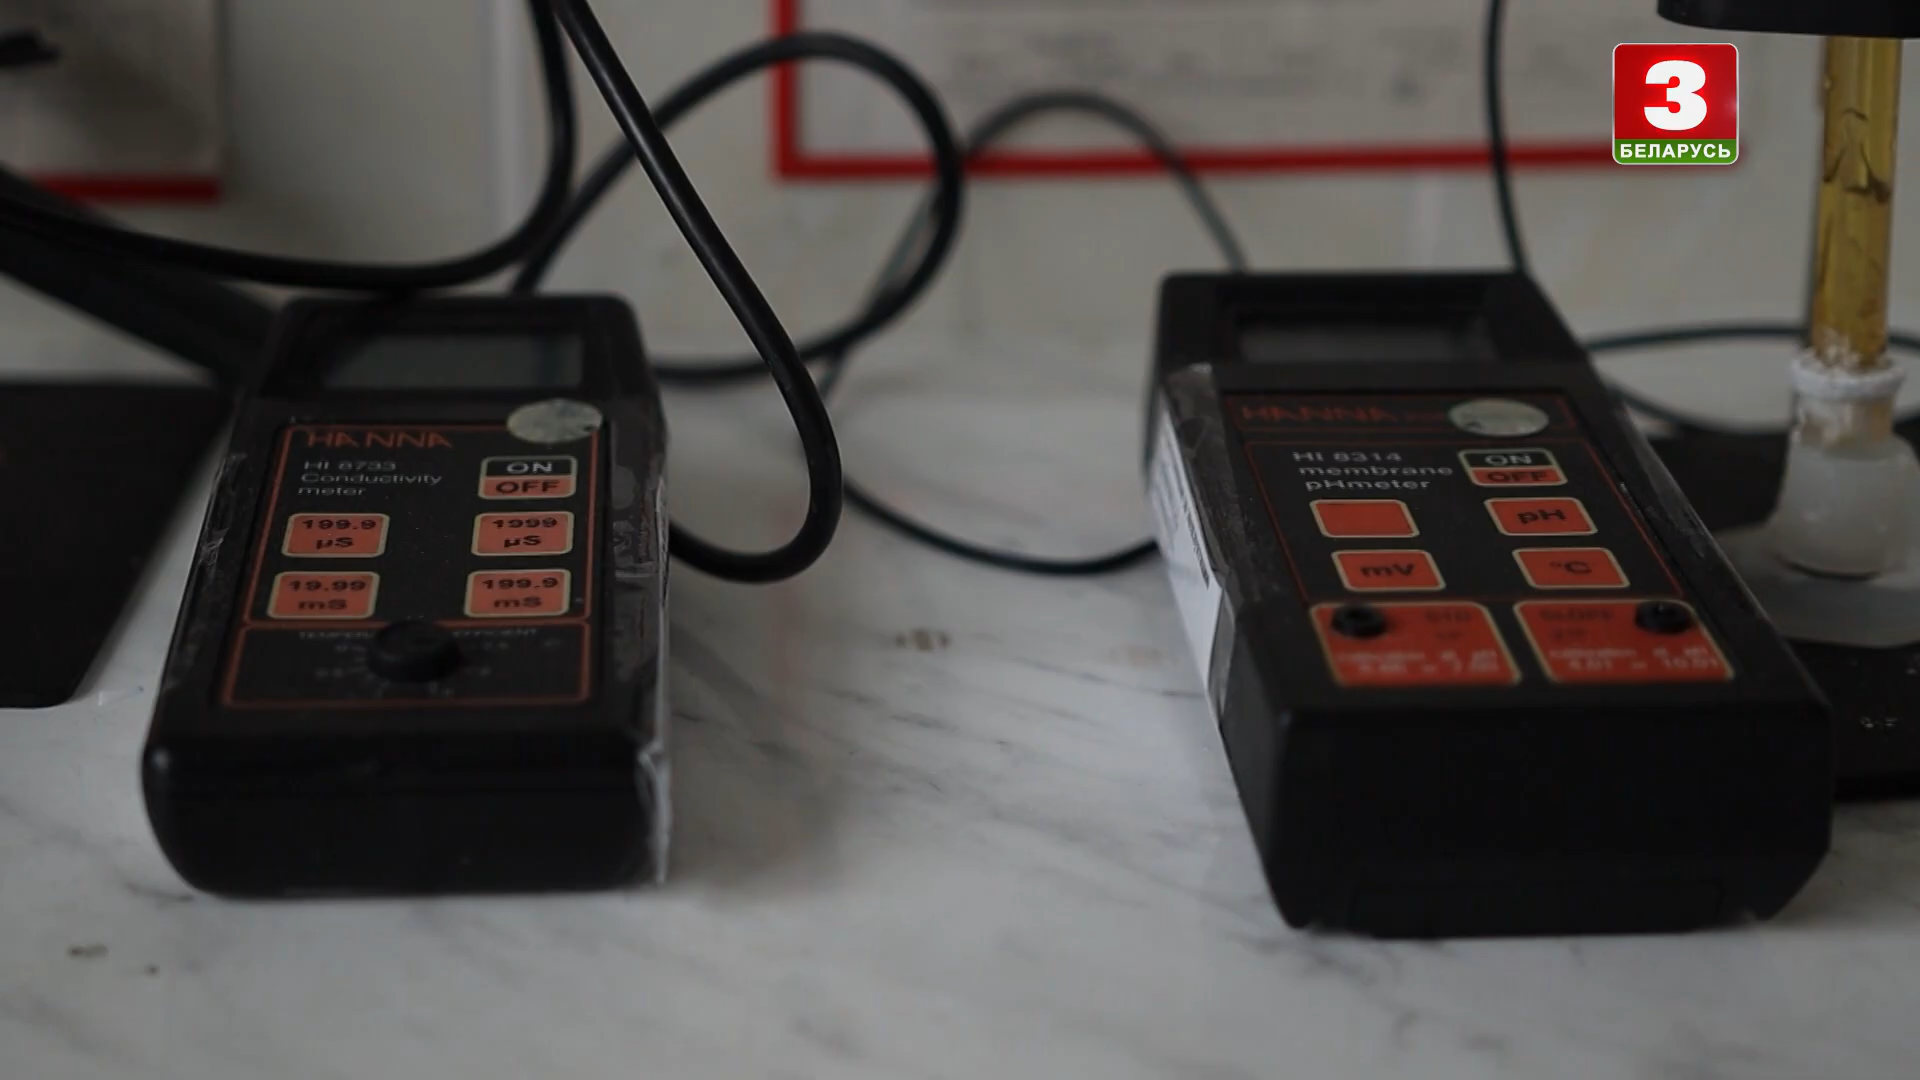 3
БЕЛАРУСЬ
HANNA
HI 8733
Conductivity
meter
ON
OFF
199.9
µS
1999
µS
19.99
mS
199.9
mS
HANNA
HI 8314
membrane
pHmeter
ON
OFF
pH
mV
°C